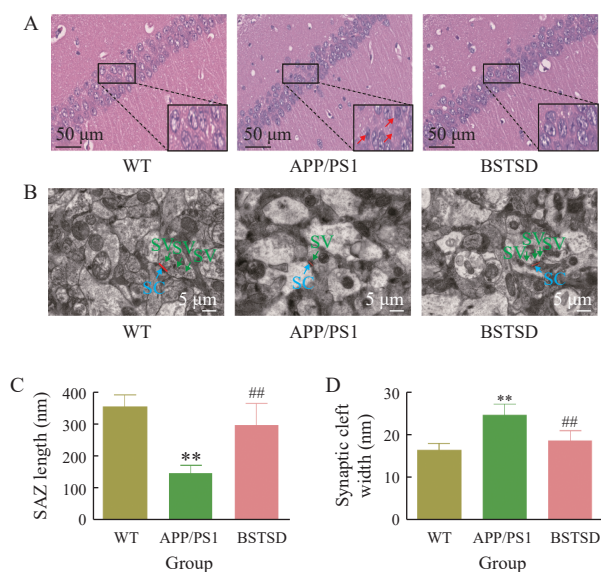 A
50 μm
50 μm
50 μm
WT
APP/PS1
BSTSD
B
SV
SV
SV
SC
5 μm
SV
SC
5 μm
SV
SV
SV
SC
5 μm
WT
APP/PS1
BSTSD
C
SAZ length (nm)
400
300
200
100
0
**
##
WT
APP/PS1
BSTSD
Group
D
Synaptic cleft
width (nm)
30
20
10
0
**
##
WT
APP/PS1
BSTSD
Group